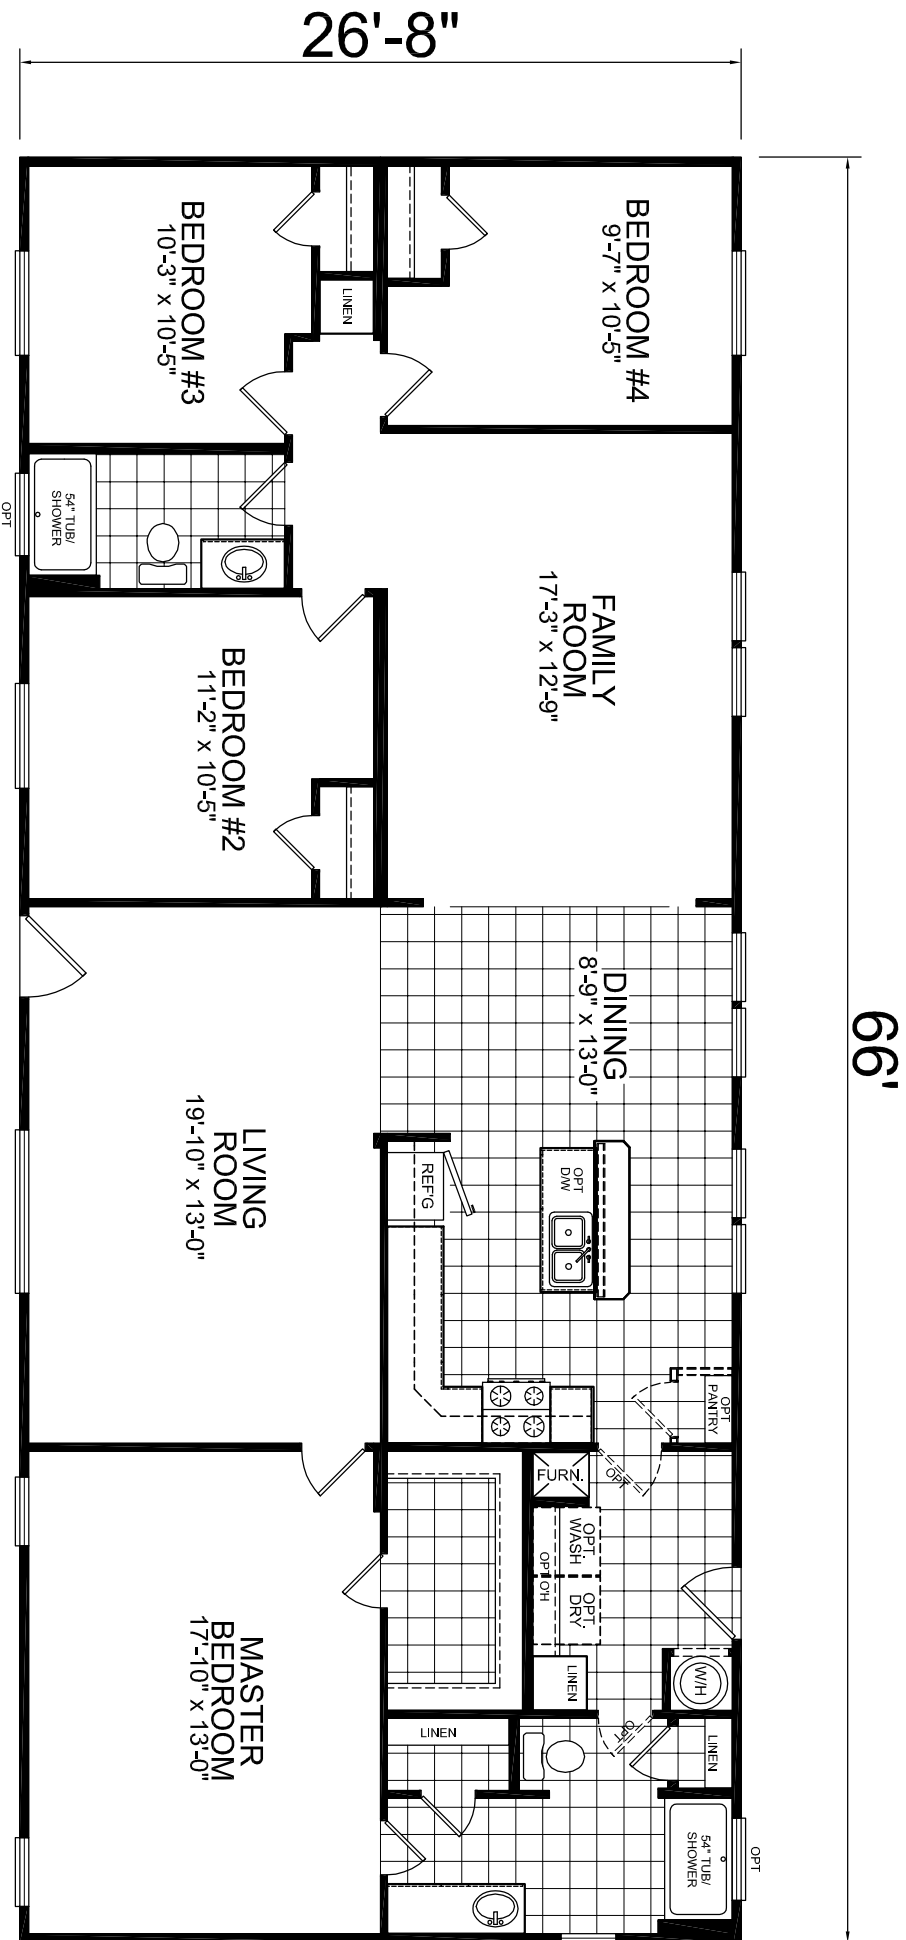 26'-8"
66'
BEDROOM #3
10'-3" x 10'-5"
LINEN
BEDROOM #4
9'-7" x 10'-5"
54" TUB/
SHOWER
OPT
FAMILY
ROOM
17'-3" x 12'-9"
BEDROOM #2
11'-2" x 10'-5"
DINING
8'-9" x 13'-0"
LIVING
ROOM
19'-10" x 13'-0"
REF'G
OPT
D/W
OPT
PANTRY
FURN.
OPT
OPT.
WASH
OPT.
DRY
OPT O'H
LINEN
W/H
MASTER
BEDROOM
17'-10" x 13'-0"
LINEN
OPT
LINEN
54" TUB/
SHOWER
OPT